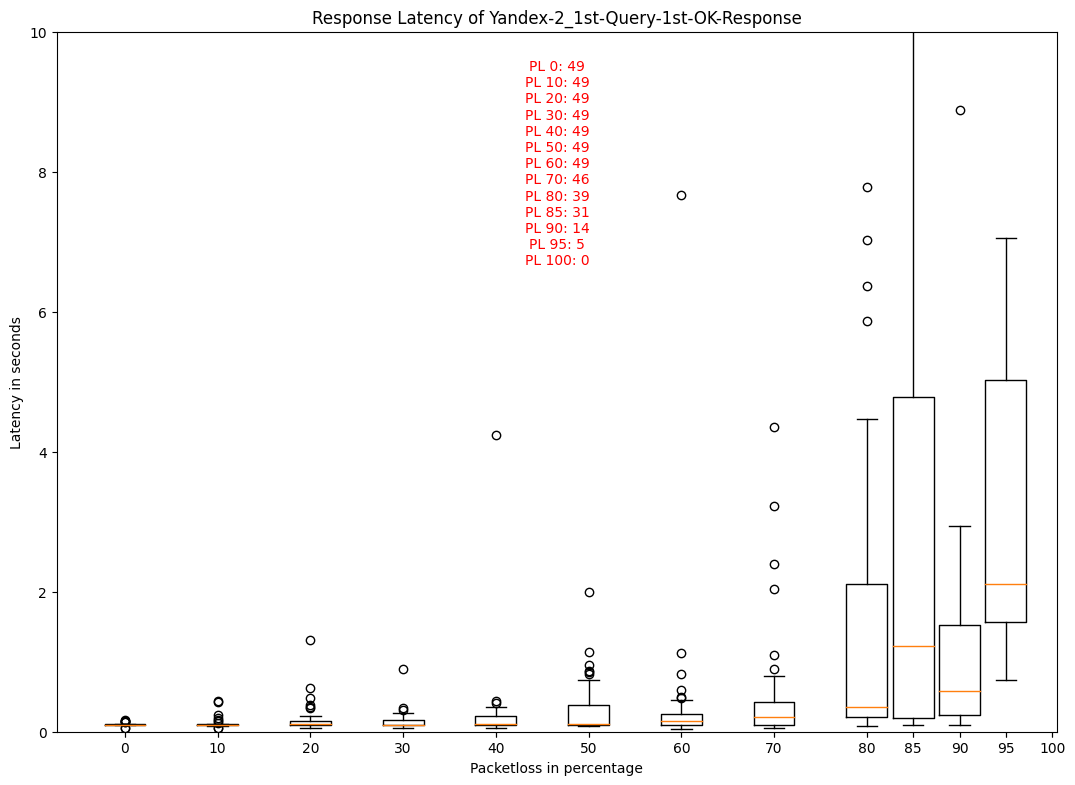 Response Latency of Yandex-2_1st-Query-1st-OK-Response
10
8
6
4
2
0
Latency in seconds
PL 0: 49
PL 10: 49
PL 20: 49
PL 30: 49
PL 40: 49
PL 50: 49
PL 60: 49
PL 70: 46
PL 80: 39
PL 85: 31
PL 90: 14
PL 95: 5
PL 100: 0
0 10 20 30 40 50 60 70 80 85 90 95 100
Packetloss in percentage